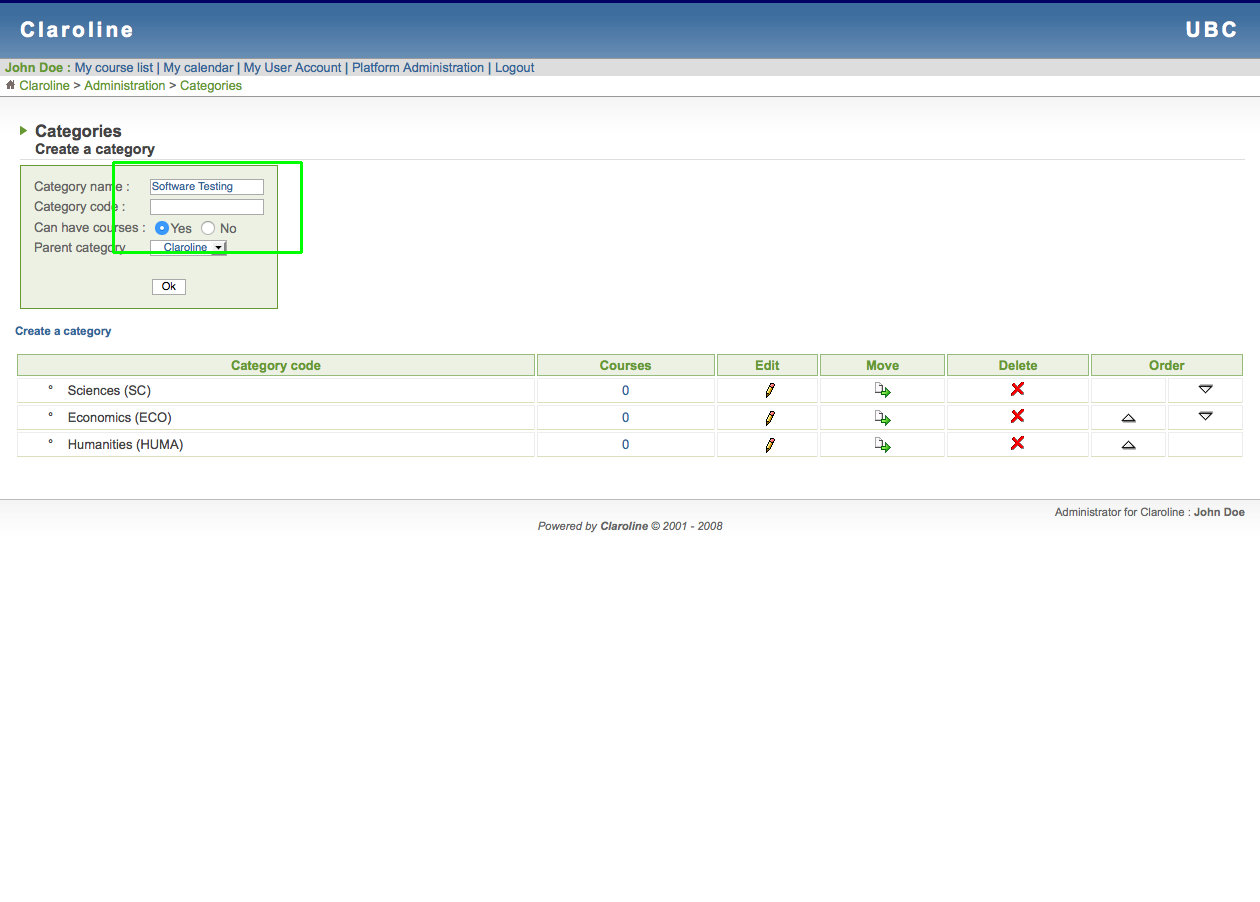 Claroline UBC
John Doe : My course list | My calendar | My User Account | Platform Administration | Logout
Claroline > Administration > Categories
Categories
Create a category
Category name : Software Testing
Category code :
Can have courses : Yes No
Parent category Claroline
Ok
Create a category
Category code Courses Edit Move Delete Order
° Sciences (SC) 0
° Economics (ECO) 0
° Humanities (HUMA) 0
Administrator for Claroline : John Doe
Powered by Claroline © 2001 - 2008